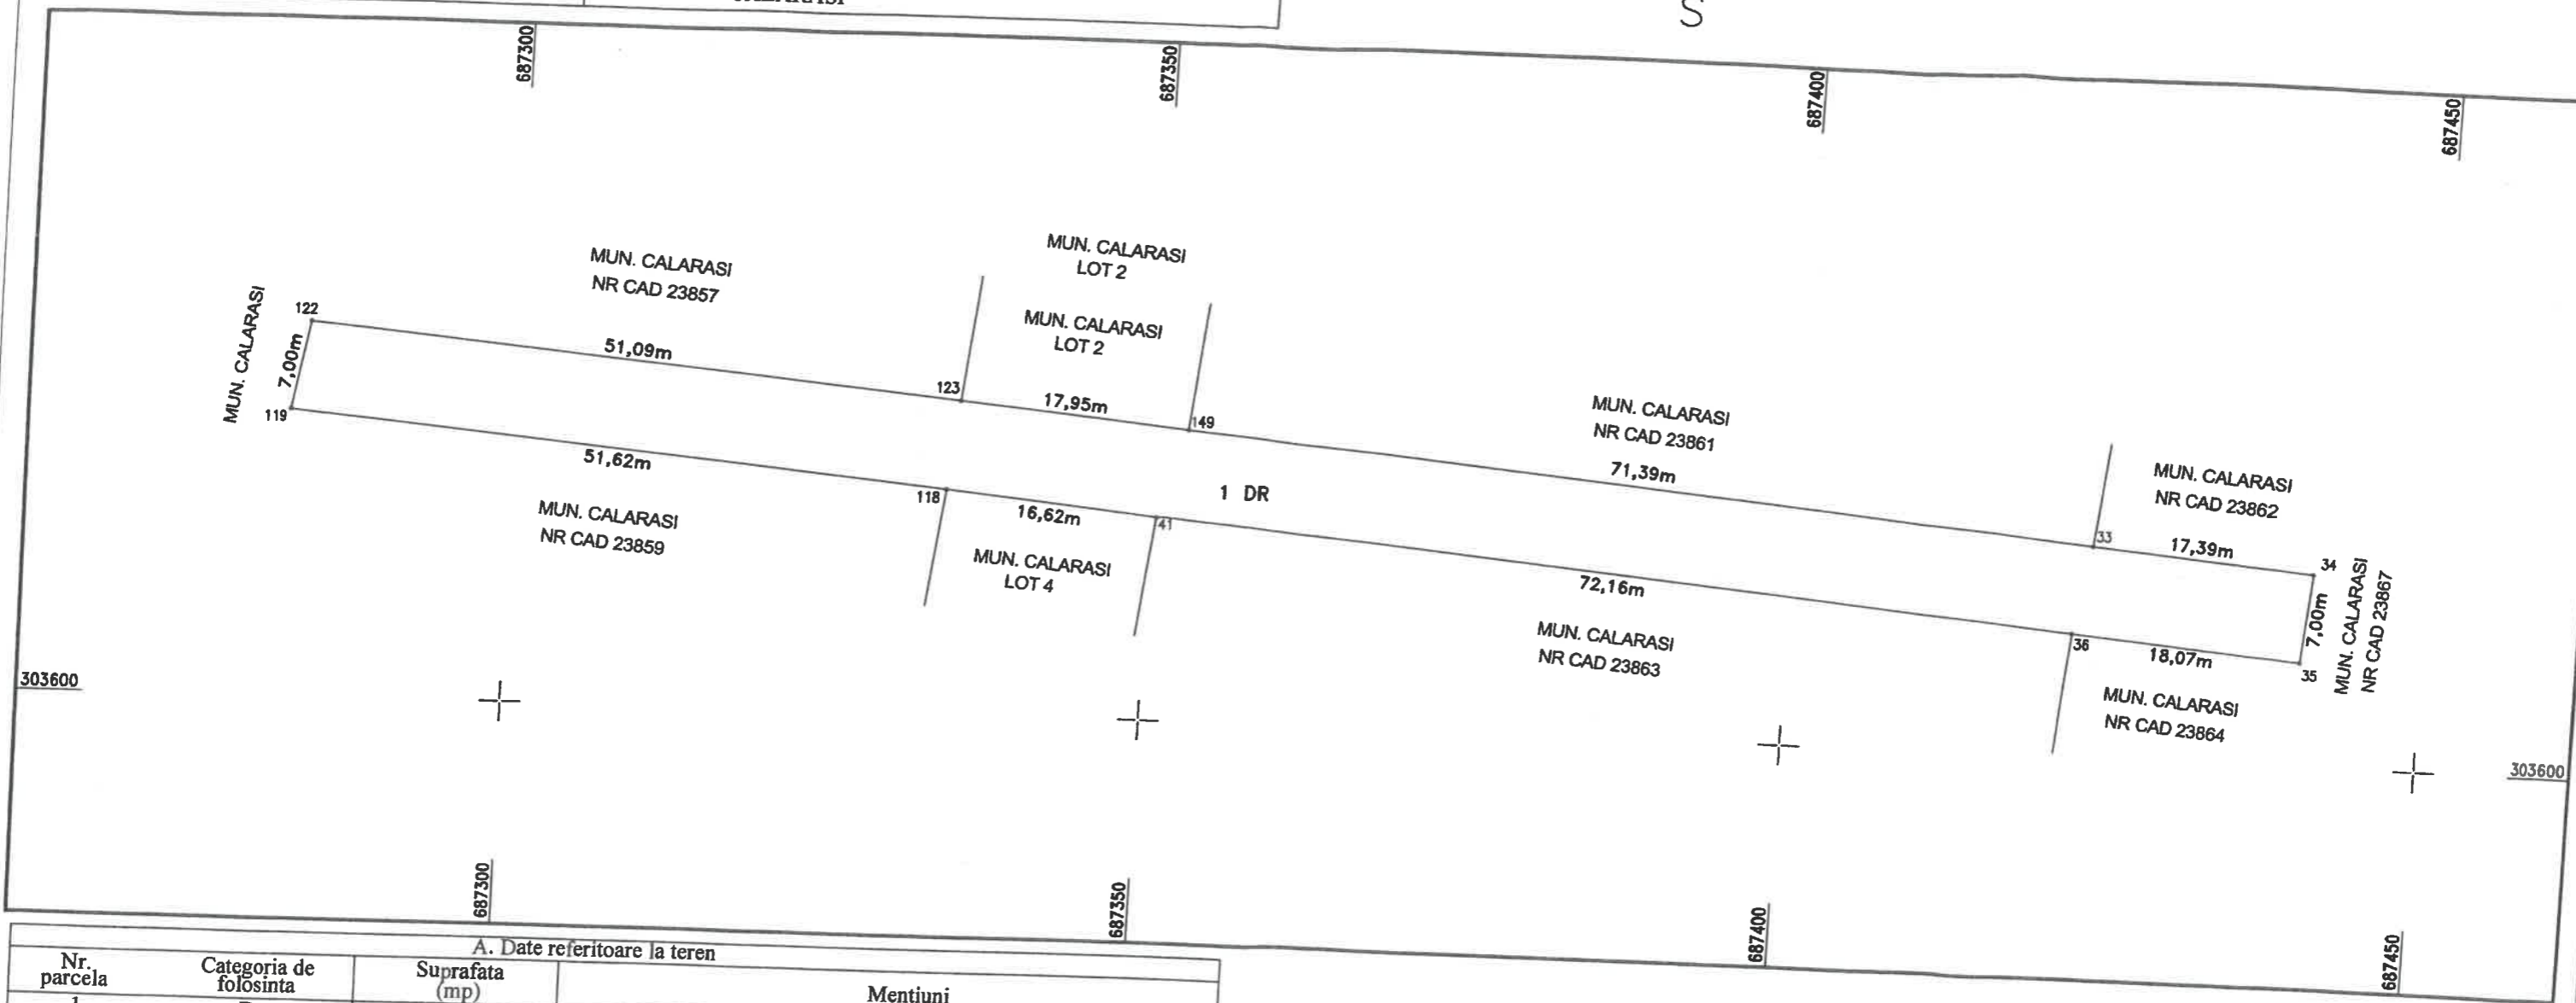 S
687300
687350
687400
687450
MUN. CALARASI
NR CAD 23857
MUN. CALARASI
LOT 2
MUN. CALARASI
LOT 2
MUN. CALARASI
122
7,00m
119
51,09m
123
17,95m
149
MUN. CALARASI
NR CAD 23861
71,39m
MUN. CALARASI
NR CAD 23862
33
17,39m
34
7,00m
35
MUN. CALARASI
NR CAD 23867
51,62m
118
16,62m
41
1 DR
72,16m
36
18,07m
MUN. CALARASI
NR CAD 23859
MUN. CALARASI
LOT 4
MUN. CALARASI
NR CAD 23863
MUN. CALARASI
NR CAD 23864
303600
303600
687300
687350
687400
687450
A. Date referitoare la teren
Nr.
parcela
Categoria de
folosinta
Suprafata
(mp)
Mentiuni